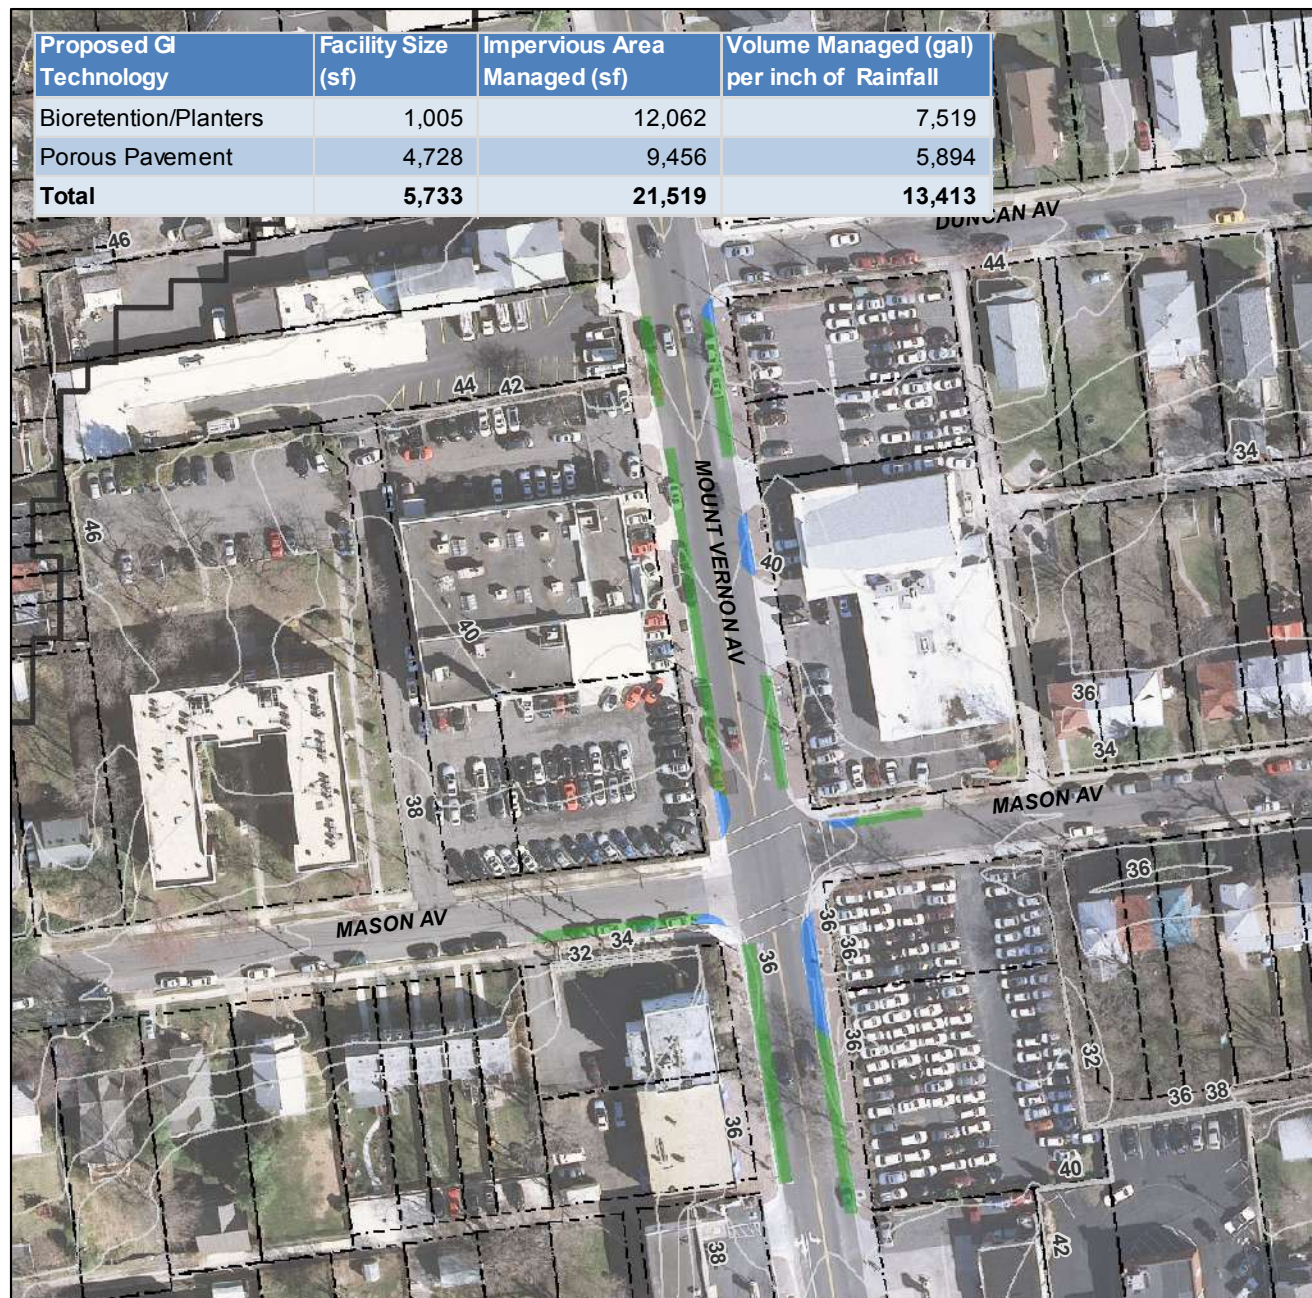 Proposed GI Technology Facility Size (sf) Impervious Area Managed (sf) Volume Managed (gal) per inch of Rainfall
Bioretention/Planters 1,005 12,062 7,519
Porous Pavement 4,728 9,456 5,894
Total 5,733 21,519 13,413
DUNCAN AV
46
44
44 42
34
46
MOUNT VERNON AV
40
40
36
34
38
MASON AV
36
MASON AV
36
36
32 34
36
36
32
36 38
36
40
38
42